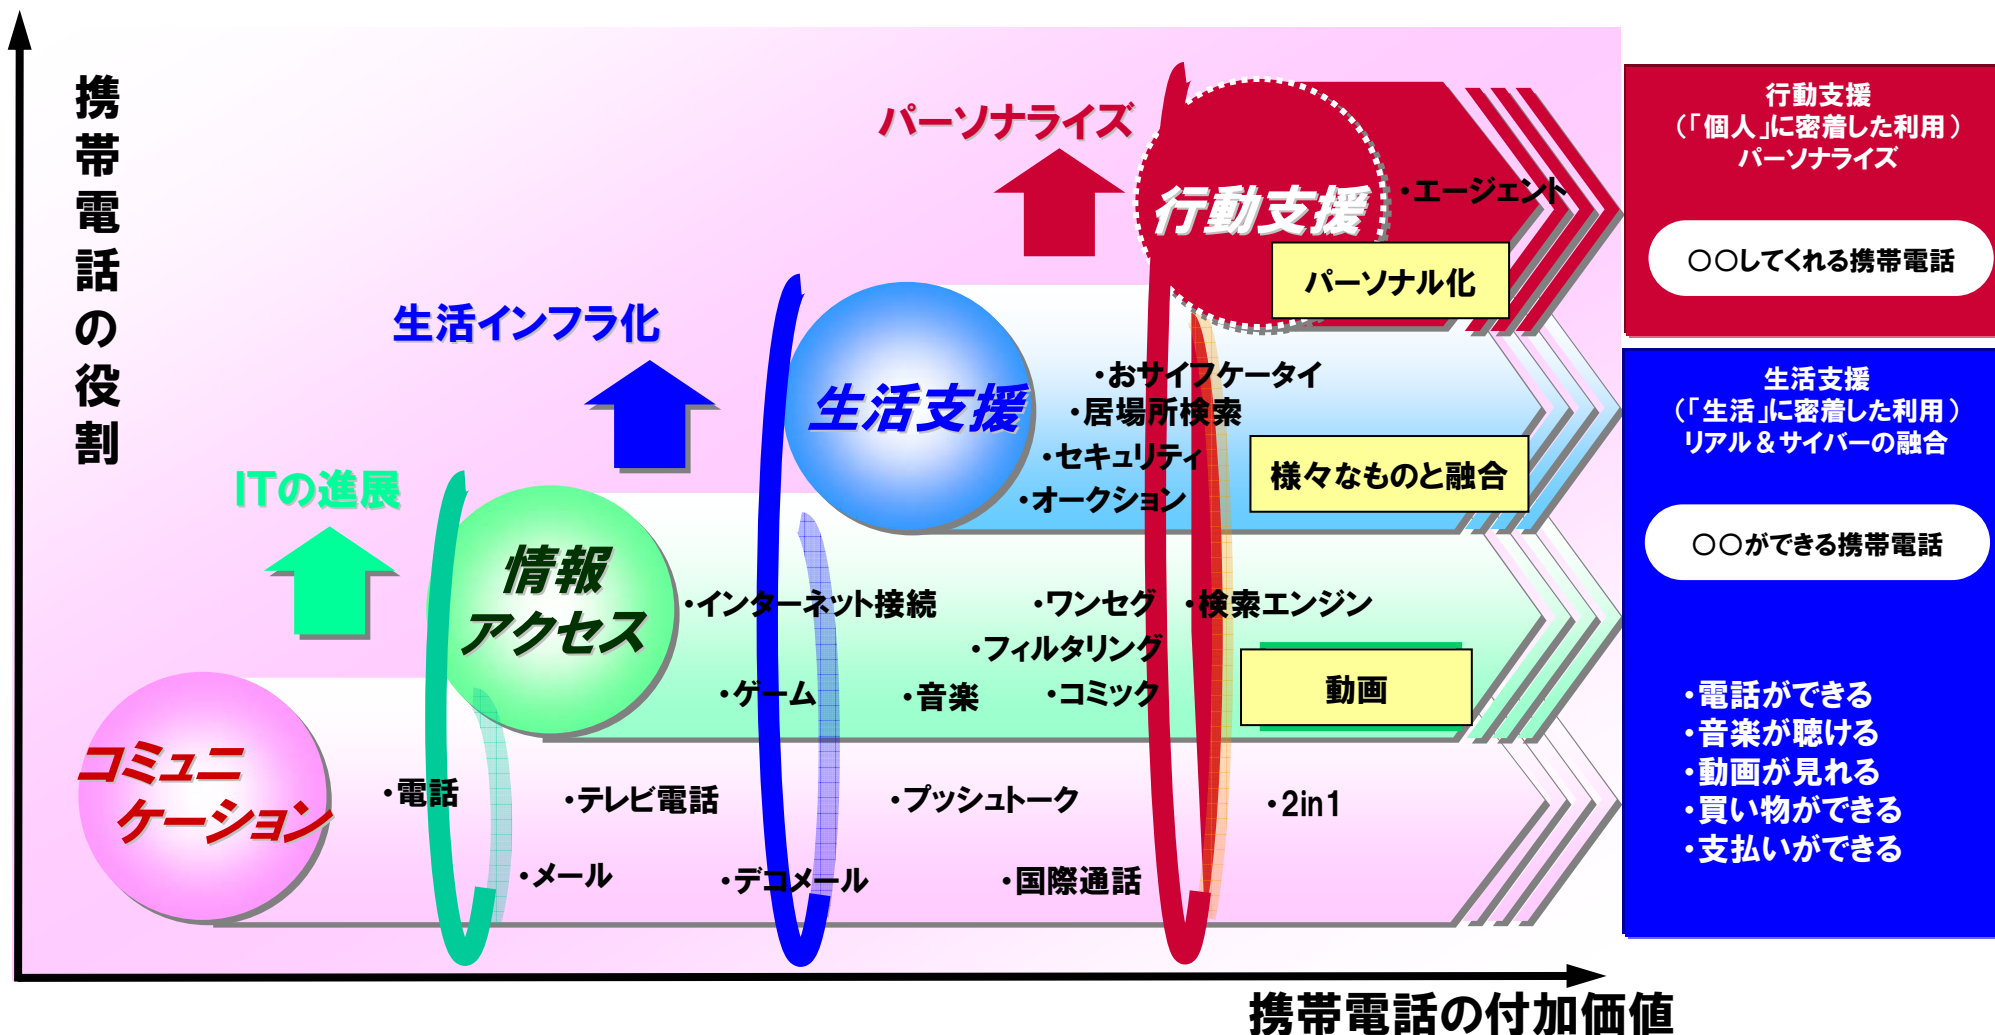 携帯電話の役割
パーソナライズ
行動支援
・エージェント
パーソナル化
生活インフラ化
生活支援
・おサイフケータイ
・居場所検索
・セキュリティ
・オークション
様々なものと融合
ITの進展
情報
アクセス
・インターネット接続
・ワンセグ
・検索エンジン
・フィルタリング
・ゲーム
・音楽
・コミック
動画
コミュニ
ケーション
・電話
・テレビ電話
・プッシュトーク
・2in1
・メール
・デコメール
・国際通話
携帯電話の付加価値
行動支援
（「個人」に密着した利用）
パーソナライズ
○○してくれる携帯電話
生活支援
（「生活」に密着した利用）
リアル＆サイバーの融合
○○ができる携帯電話
・電話ができる
・音楽が聴ける
・動画が見れる
・買い物ができる
・支払いができる